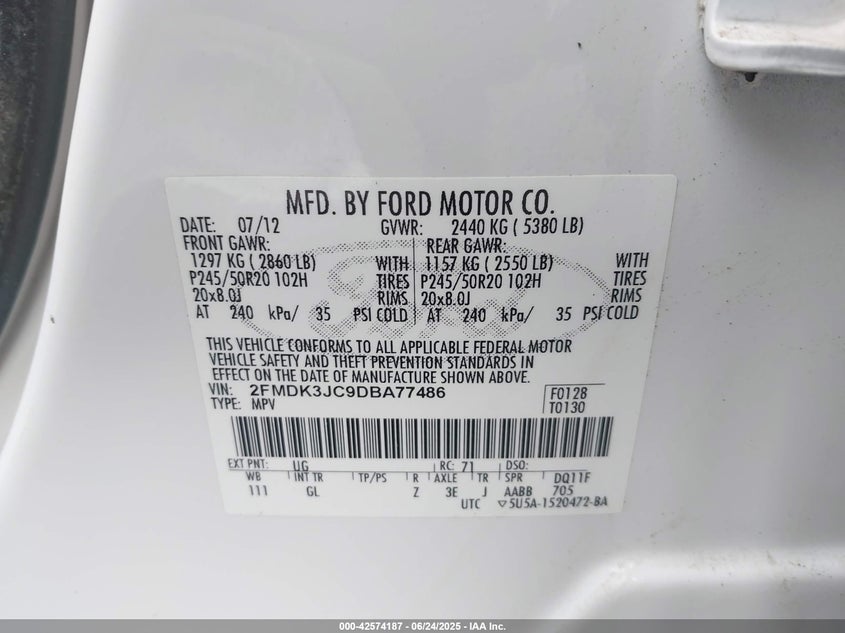 MFD. BY FORD MOTOR CO.
DATE: 07/12 GVWR: 2440 KG ( 5380 LB)
FRONT GAWR: REAR GAWR:
1297 KG ( 2860 LB) WITH 1157 KG ( 2550 LB) WITH
P245/50R20 102H TIRES P245/50R20 102H TIRES
20x8.0J RIMS 20x8.0J RIMS
AT 240 kPa/ 35 PSI COLD AT 240 kPa/ 35 PSI COLD
THIS VEHICLE CONFORMS TO ALL APPLICABLE FEDERAL MOTOR
VEHICLE SAFETY AND THEFT PREVENTION STANDARDS IN
EFFECT ON THE DATE OF MANUFACTURE SHOWN ABOVE.
VIN: 2FMDK3JC9DBA77486 F0128
TYPE: MPV T0130
EXT PNT: UG RC: 71 DSO:
WB INT TR TP/PS R AXLE TR SPR DQ11F
111 GL Z 3E J AABB 705
UTC ▽5U5A-1520472-BA
000-42574187 - 06/24/2025 - IAA Inc.